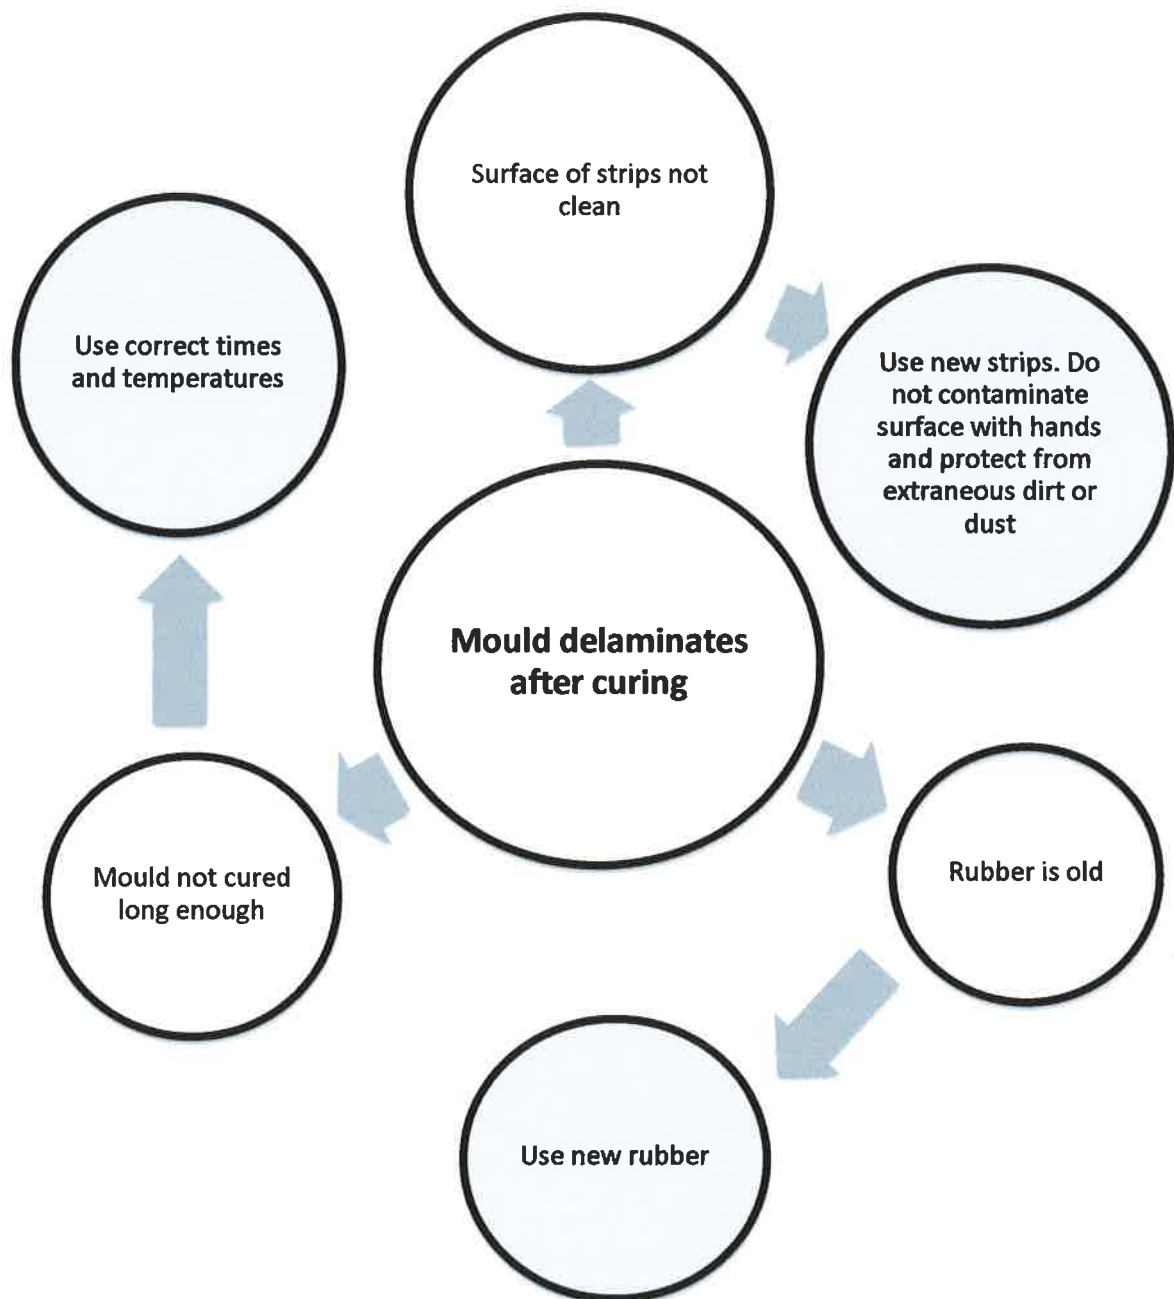 Surface of strips not
clean
Use correct times
and temperatures
Use new strips. Do
not contaminate
surface with hands
and protect from
extraneous dirt or
dust
Mould delaminates
after curing
Mould not cured
long enough
Rubber is old
Use new rubber